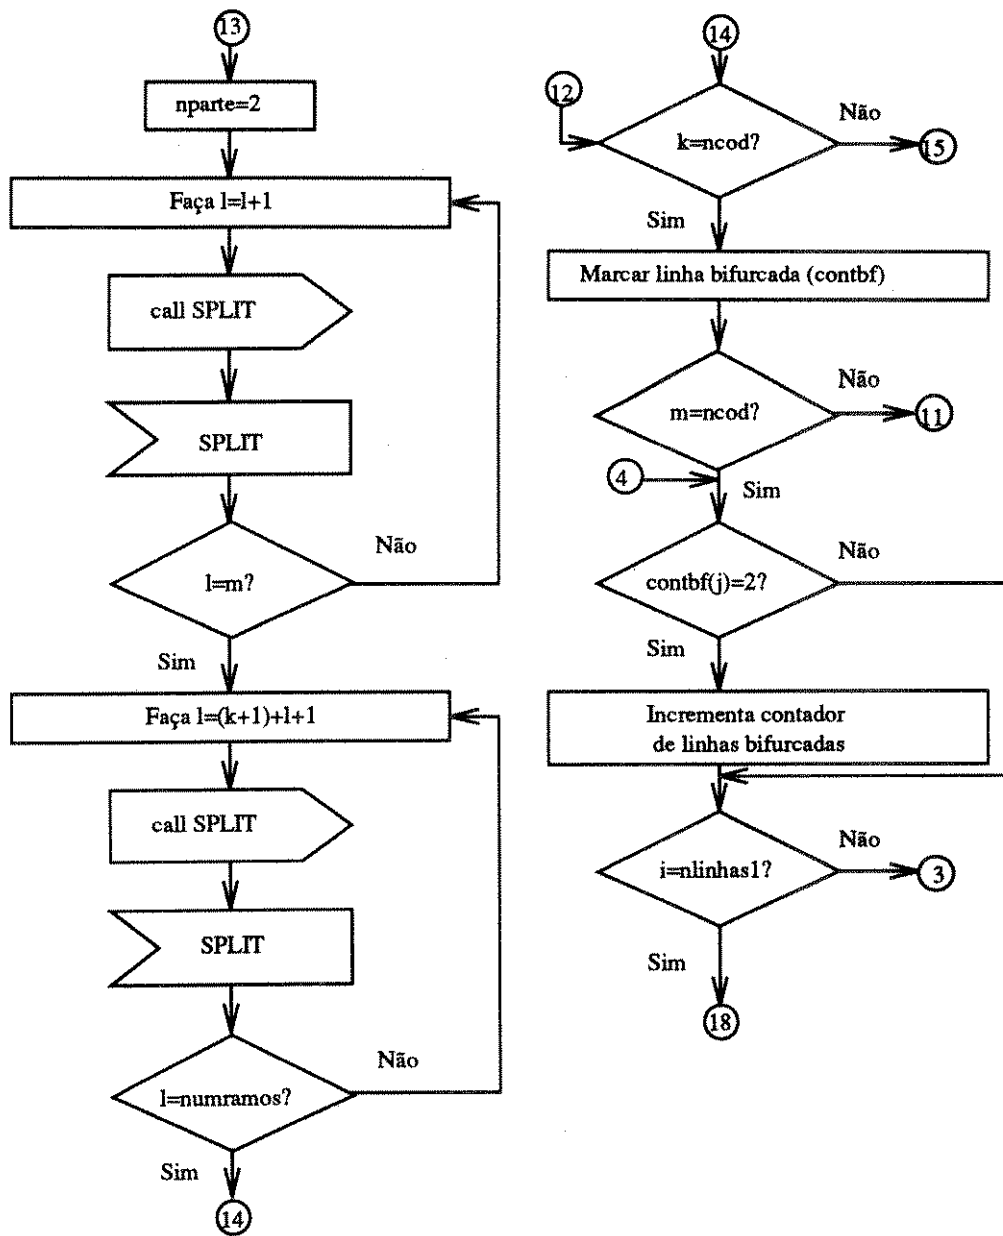 13
nparte=2
Faça l=l+1
call SPLIT
SPLIT
l=m?
Não
Sim
Faça l=(k+1)+l+1
call SPLIT
SPLIT
l=numramos?
Não
Sim
14
14
12
k=ncod?
Não
15
Sim
Marcar linha bifurcada (contbf)
m=ncod?
Não
11
4
Sim
contbf(j)=2?
Não
Sim
Incrementa contador
de linhas bifurcadas
i=nlinhas1?
Não
3
Sim
18